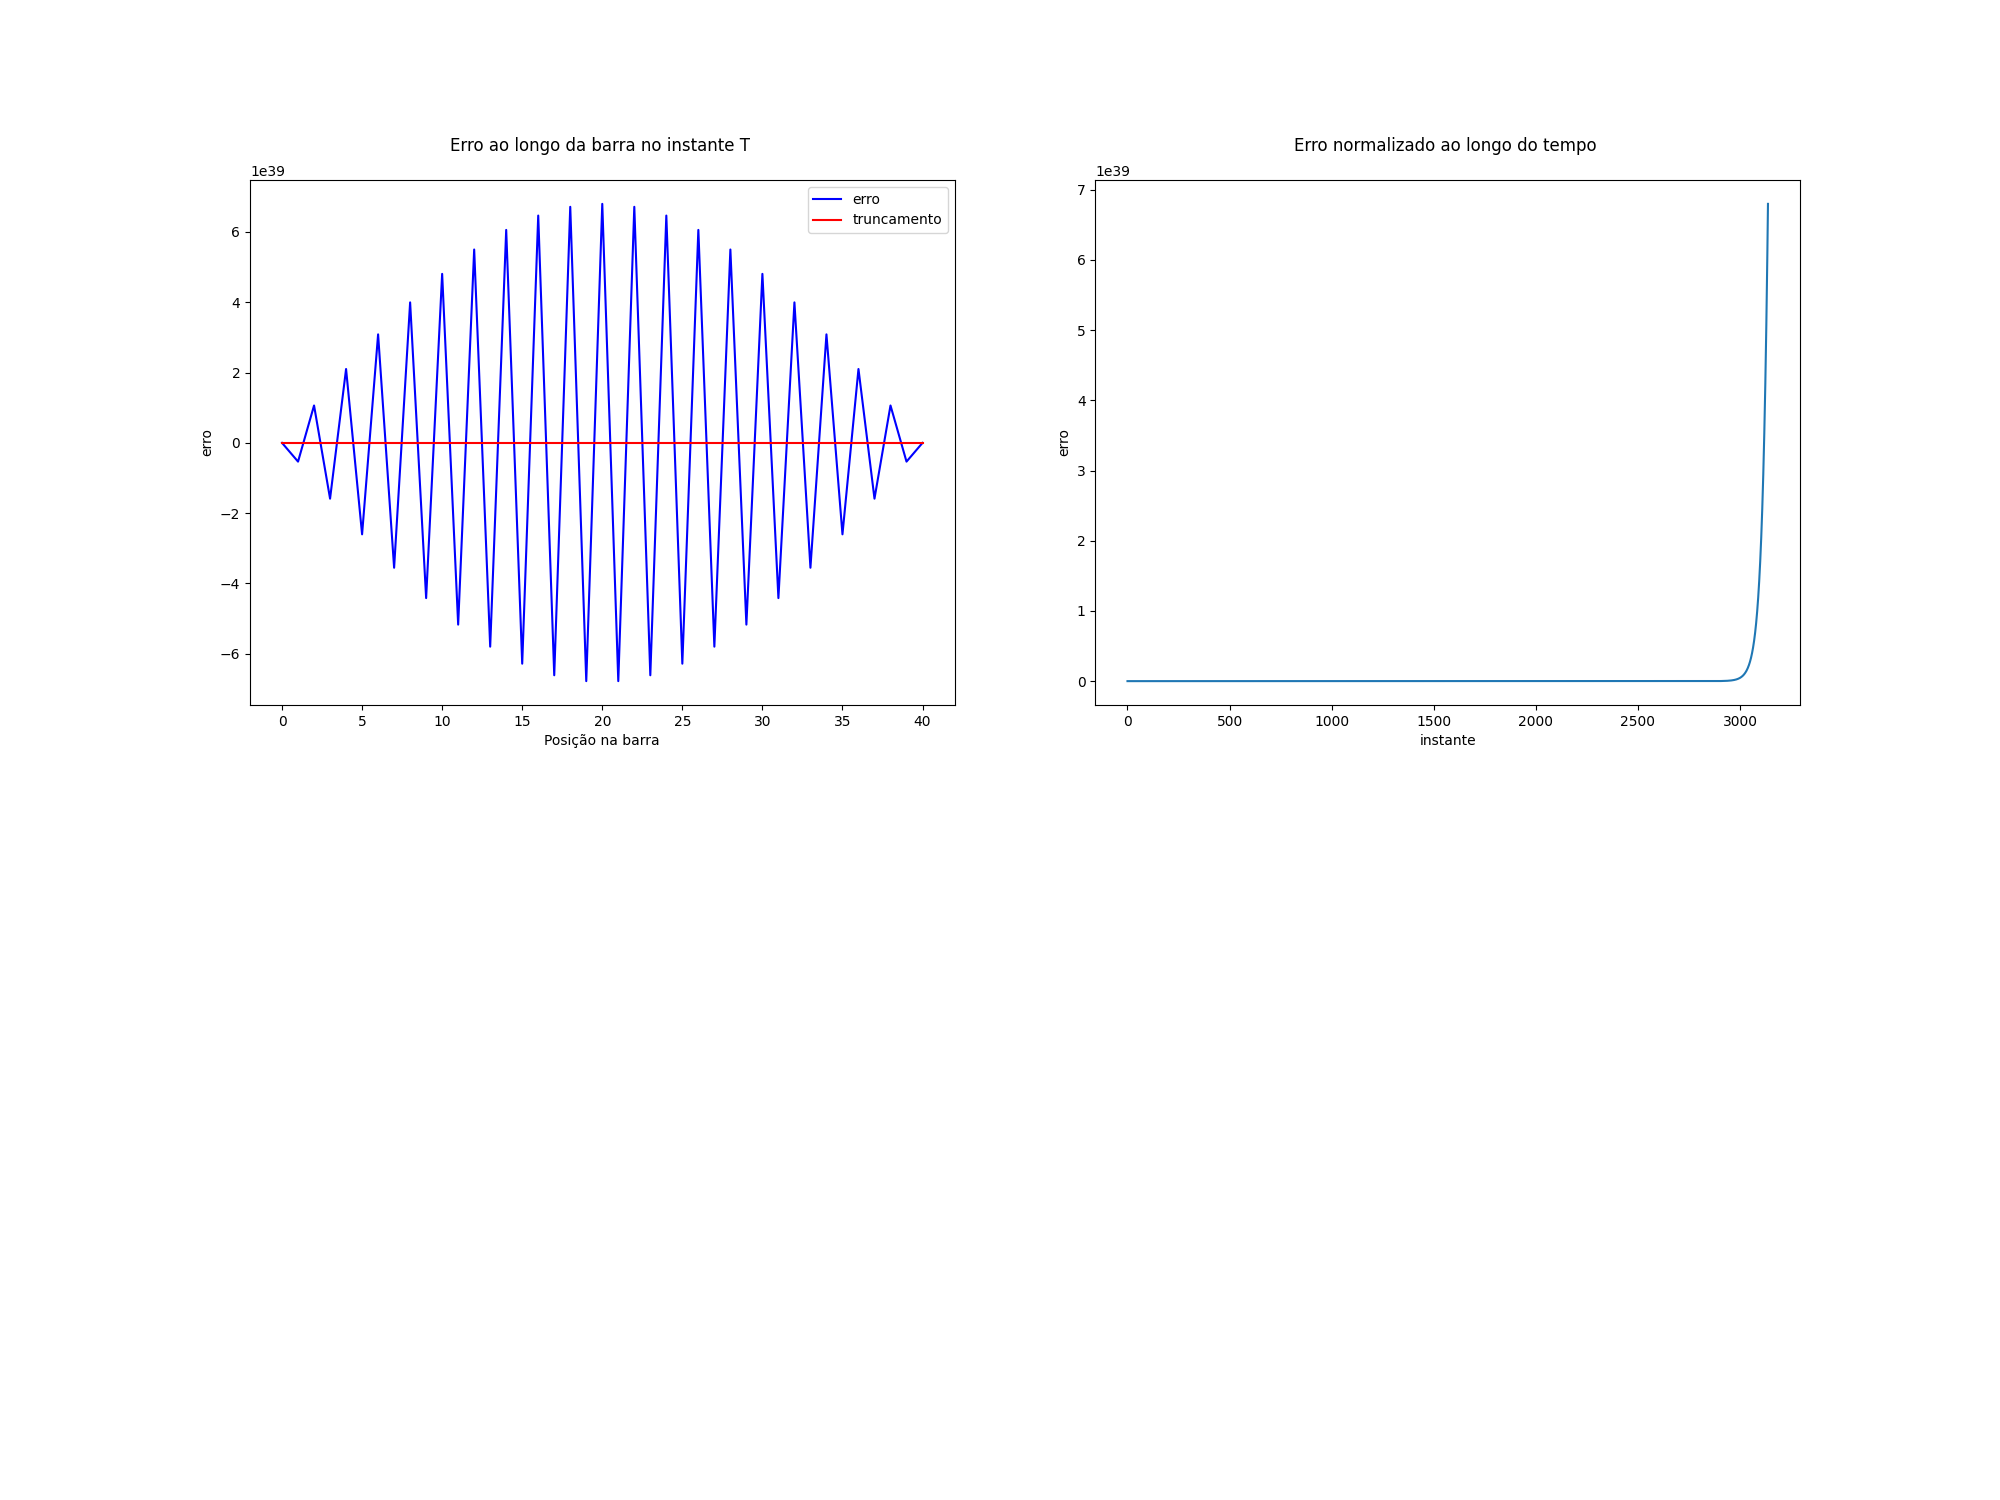 Erro ao longo da barra no instante T
1e39
erro
truncamento
6
4
2
0
−2
−4
−6
erro
0 5 10 15 20 25 30 35 40
Posição na barra
Erro normalizado ao longo do tempo
1e39
7
6
5
4
3
2
1
0
erro
0 500 1000 1500 2000 2500 3000
instante